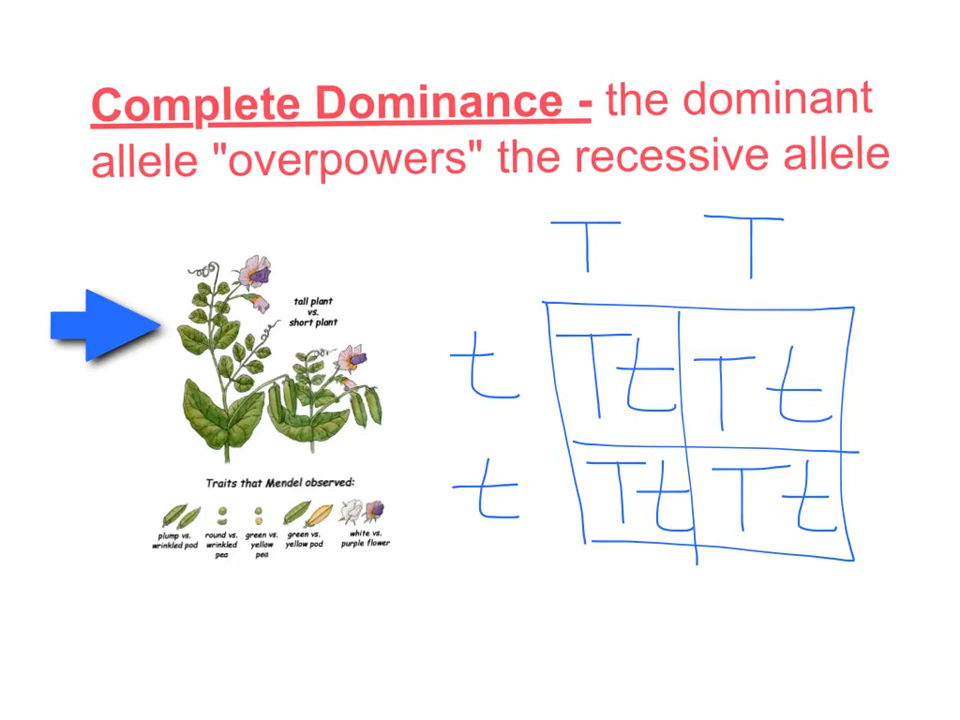 Complete Dominance - the dominant
allele "overpowers" the recessive allele
T T
tall plant
vs.
short plant
t Tt Tt
t Tt Tt
Traits that Mendel observed:
plump vs. wrinkled pod
round vs. wrinkled pea
green vs. yellow pea
green vs. yellow pod
white vs. purple flower